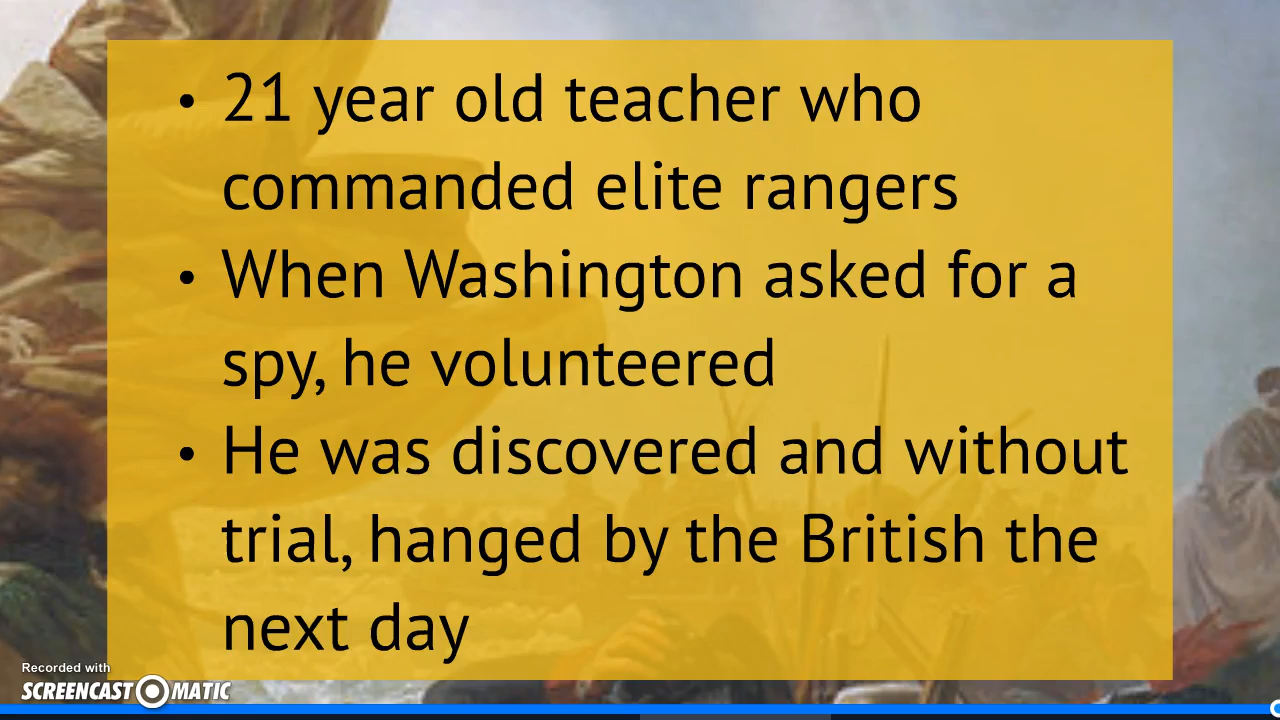 • 21 year old teacher who
commanded elite rangers
• When Washington asked for a
spy, he volunteered
• He was discovered and without
trial, hanged by the British the
next day
Recorded with
SCREENCAST MATIC